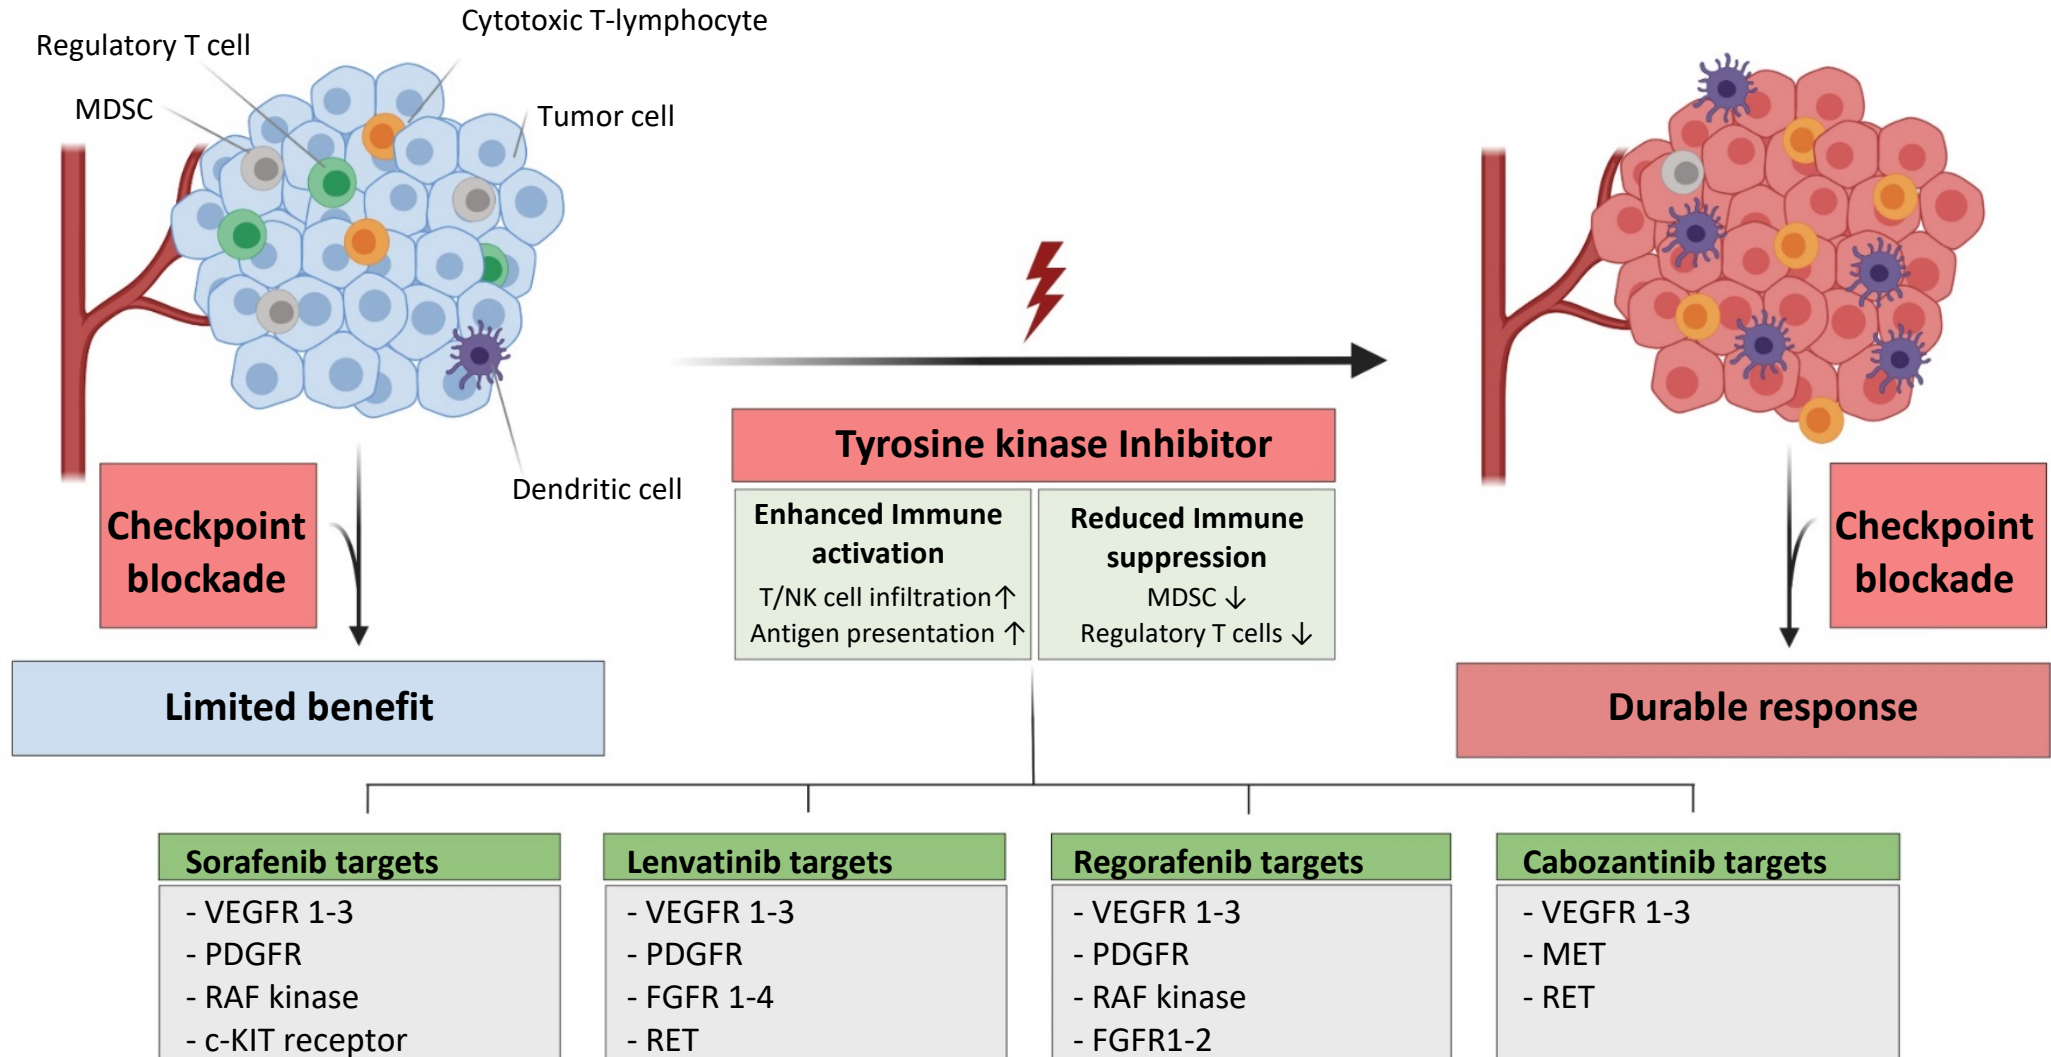 Cytotoxic T-lymphocyte
Regulatory T cell
MDSC
Tumor cell
Dendritic cell
Checkpoint
blockade
Limited benefit
Tyrosine kinase Inhibitor
Enhanced Immune
activation
T/NK cell infiltration↑
Antigen presentation ↑
Reduced Immune
suppression
MDSC ↓
Regulatory T cells ↓
Checkpoint
blockade
Durable response
Sorafenib targets
- VEGFR 1-3
- PDGFR
- RAF kinase
- c-KIT receptor
Lenvatinib targets
- VEGFR 1-3
- PDGFR
- FGFR 1-4
- RET
Regorafenib targets
- VEGFR 1-3
- PDGFR
- RAF kinase
- FGFR1-2
Cabozantinib targets
- VEGFR 1-3
- MET
- RET